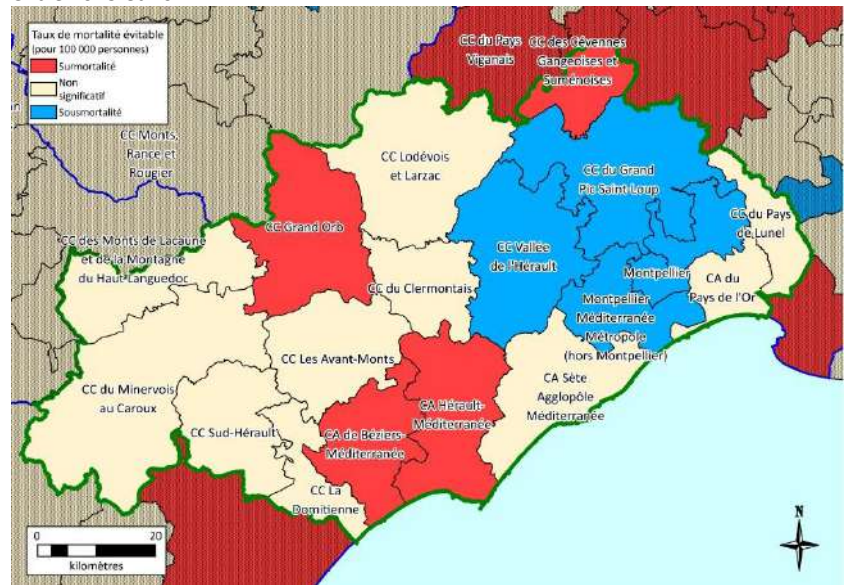 Taux de mortalité évitable
(pour 100 000 personnes)
Surmortalité
Non
significatif
Sousmortalité
CC du Pays
Viganais
CC des Cévennes
Gangeoises et
Suménoises
CC Monts,
Rance et
Rougier
CC Lodévois
et Larzac
CC du Grand
Pic Saint-Loup
CC Grand Orb
CC du Pays
de Lunel
CC des Monts de Lacaune
et de la Montagne
du Haut Languedoc
CC Vallée
de l'Hérault
Montpellier
CA du
Pays de l'Or
CC du Clermontais
Montpellier
Méditerranée
Métropole
(hors Montpellier)
CC Les Avant-Monts
CC du Minervois
au Caroux
CA Sète
Agglopôle
Méditerranée
CA Hérault-
Méditerranée
CC Sud-Hérault
CA de Béziers-
Méditerranée
CC La
Domitienne
0 20
kilomètres
N